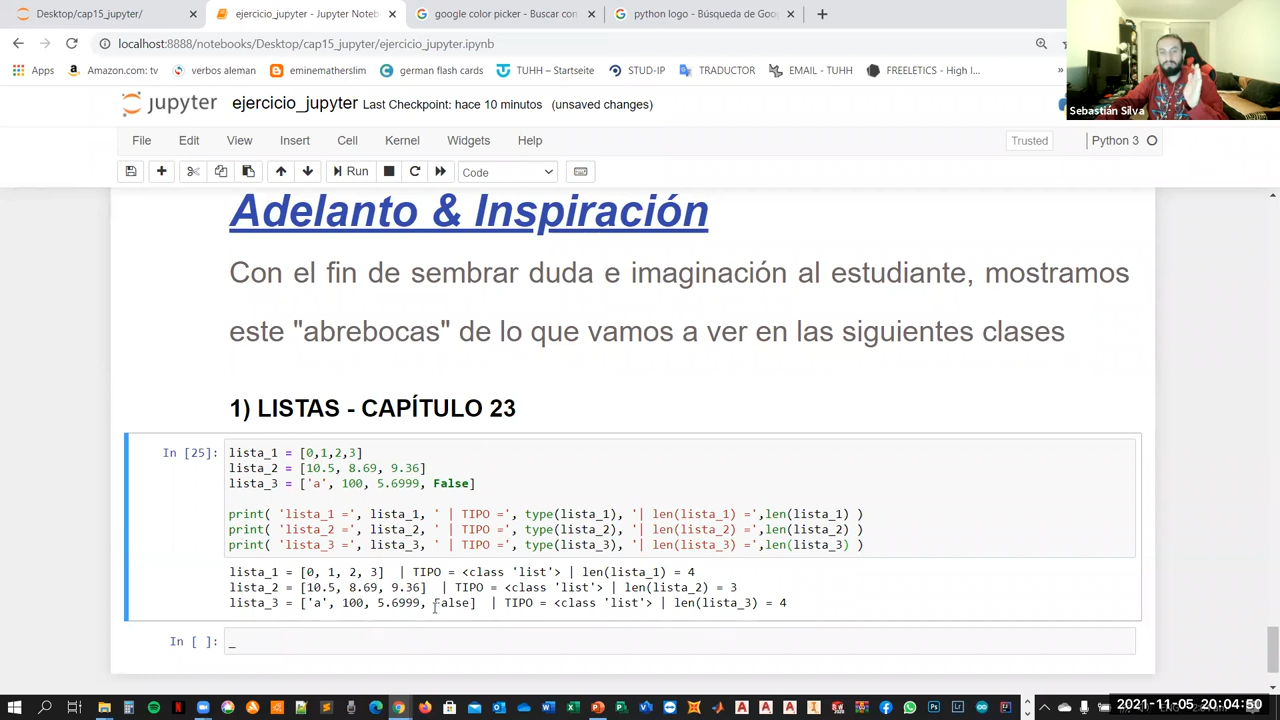 Desktop/cap15_jupyter/
ejercicio_jupyter - Jupyter Noteb
google color picker - Buscar con
python logo - Búsqueda de Goo
localhost:8888/notebooks/Desktop/cap15_jupyter/ejercicio_jupyter.ipynb
Apps
Amazon.com: tv
verbos aleman
eminematherslim
german flash cards
TUHH – Startseite
STUD-IP
TRADUCTOR
EMAIL - TUHH
FREELETICS - High I...
Sebastián Silva
jupyter ejercicio_jupyter Last Checkpoint: hace 10 minutos (unsaved changes)
File Edit View Insert Cell Kernel Widgets Help
Trusted
Python 3
Run
Code
Adelanto & Inspiración
Con el fin de sembrar duda e imaginación al estudiante, mostramos
este "abrebocas" de lo que vamos a ver en las siguientes clases
1) LISTAS - CAPÍTULO 23
In [25]: lista_1 = [0,1,2,3]
lista_2 = [10.5, 8.69, 9.36]
lista_3 = ['a', 100, 5.6999, False]
print( 'lista_1 =', lista_1, ' | TIPO =', type(lista_1), '| len(lista_1) =',len(lista_1) )
print( 'lista_2 =', lista_2, ' | TIPO =', type(lista_2), '| len(lista_2) =',len(lista_2) )
print( 'lista_3 =', lista_3, ' | TIPO =', type(lista_3), '| len(lista_3) =',len(lista_3) )
lista_1 = [0, 1, 2, 3]  | TIPO = <class 'list'> | len(lista_1) = 4
lista_2 = [10.5, 8.69, 9.36]  | TIPO = <class 'list'> | len(lista_2) = 3
lista_3 = ['a', 100, 5.6999, False]  | TIPO = <class 'list'> | len(lista_3) = 4
In [ ]:
2021-11-05 20:04:50